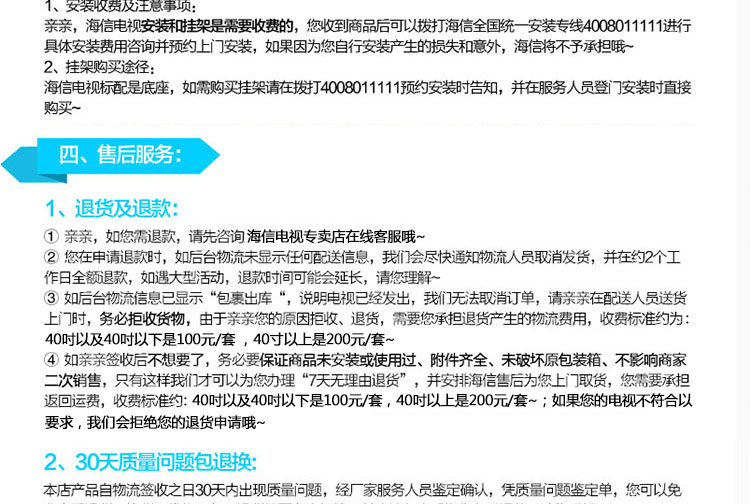 1、安装收费及注意事项：
亲亲，海信电视安装和挂架是需要收费的，您收到商品后可以拨打海信全国统一安装专线4008011111进行
具体安装费用咨询并预约上门安装，如果因为您自行安装产生的损失和意外，海信将不予承担哦~
2、挂架购买途径：
海信电视标配是底座，如需购买挂架请在拨打4008011111预约安装时告知，并在服务人员登门安装时直接
购买~
四、售后服务：
1、退货及退款：
① 亲亲，如您需退款，请先咨询 海信电视专卖店在线客服哦~
② 您在申请退款时，如后台物流未显示任何配送信息，我们会尽快通知物流人员取消发货，并在约2个工
作日全额退款，如遇大型活动，退款时间可能会延长，请您理解~
③ 如后台物流信息已显示“包裹出库“，说明电视已经发出，我们无法取消订单，请亲亲在配送人员送货
上门时，务必拒收货物，由于亲亲您的原因拒收、退货，需要您承担退货产生的物流费用，收费标准约为：
40吋以及40吋以下是100元/套 ，40寸以上是200元/套~
④ 如亲亲签收后不想要了，务必要保证商品未安装或使用过、附件齐全、未破坏原包装箱、不影响商家
二次销售，只有这样我们才可以为您办理“7天无理由退货”，并安排海信售后为您上门取货，您需要承担
返回运费，收费标准约: 40吋以及40吋以下是100元/套，40吋以上是200元/套~；如果您的电视不符合以
要求，我们会拒绝您的退货申请哦~
2、30天质量问题包退换:
本店产品自物流签收之日30天内出现质量问题，经厂家服务人员鉴定确认，凭质量问题鉴定单，您可以免